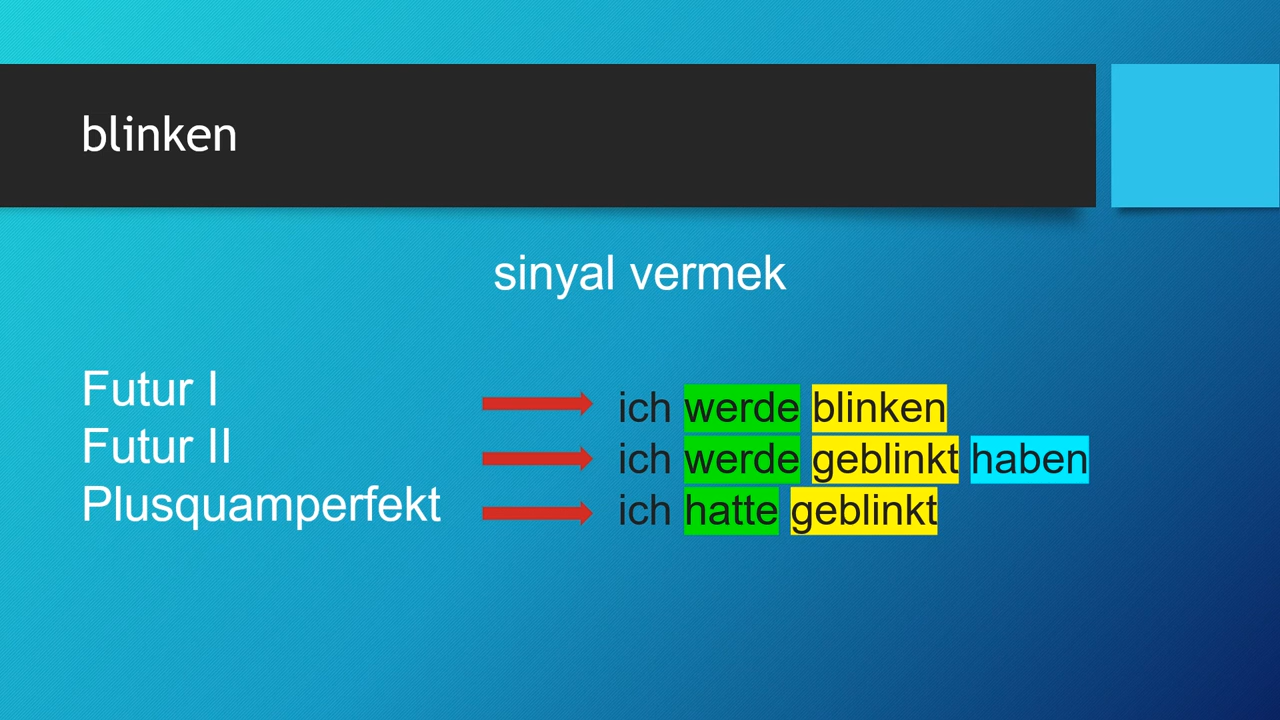 blinken
sinyal vermek
Futur I
Futur II
Plusquamperfekt
ich werde blinken
ich werde geblinkt haben
ich hatte geblinkt